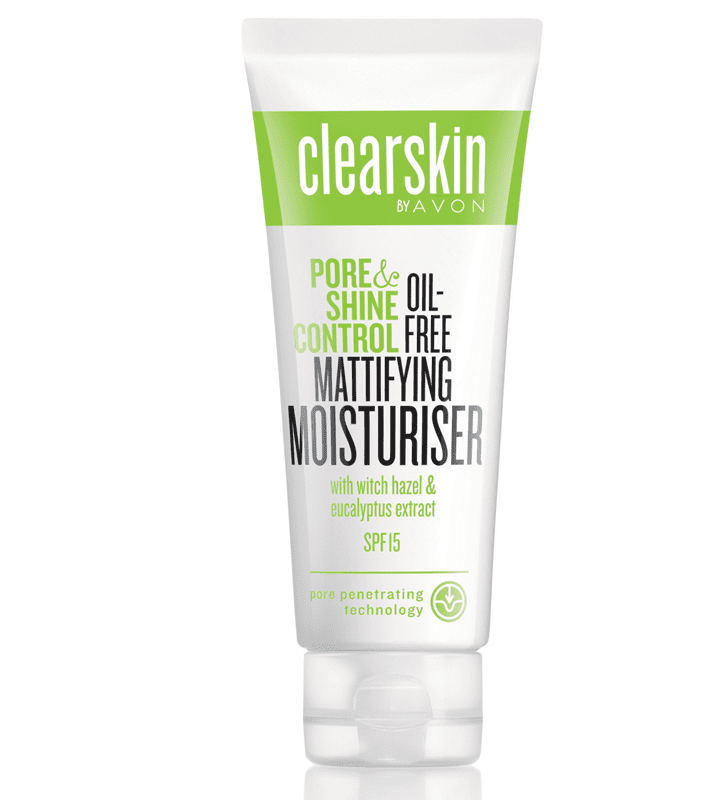 clearskin
BY AVON
PORE &
SHINE
CONTROL
OIL-
FREE
MATTIFYING
MOISTURISER
with witch hazel &
eucalyptus extract
SPF15
pore penetrating
technology